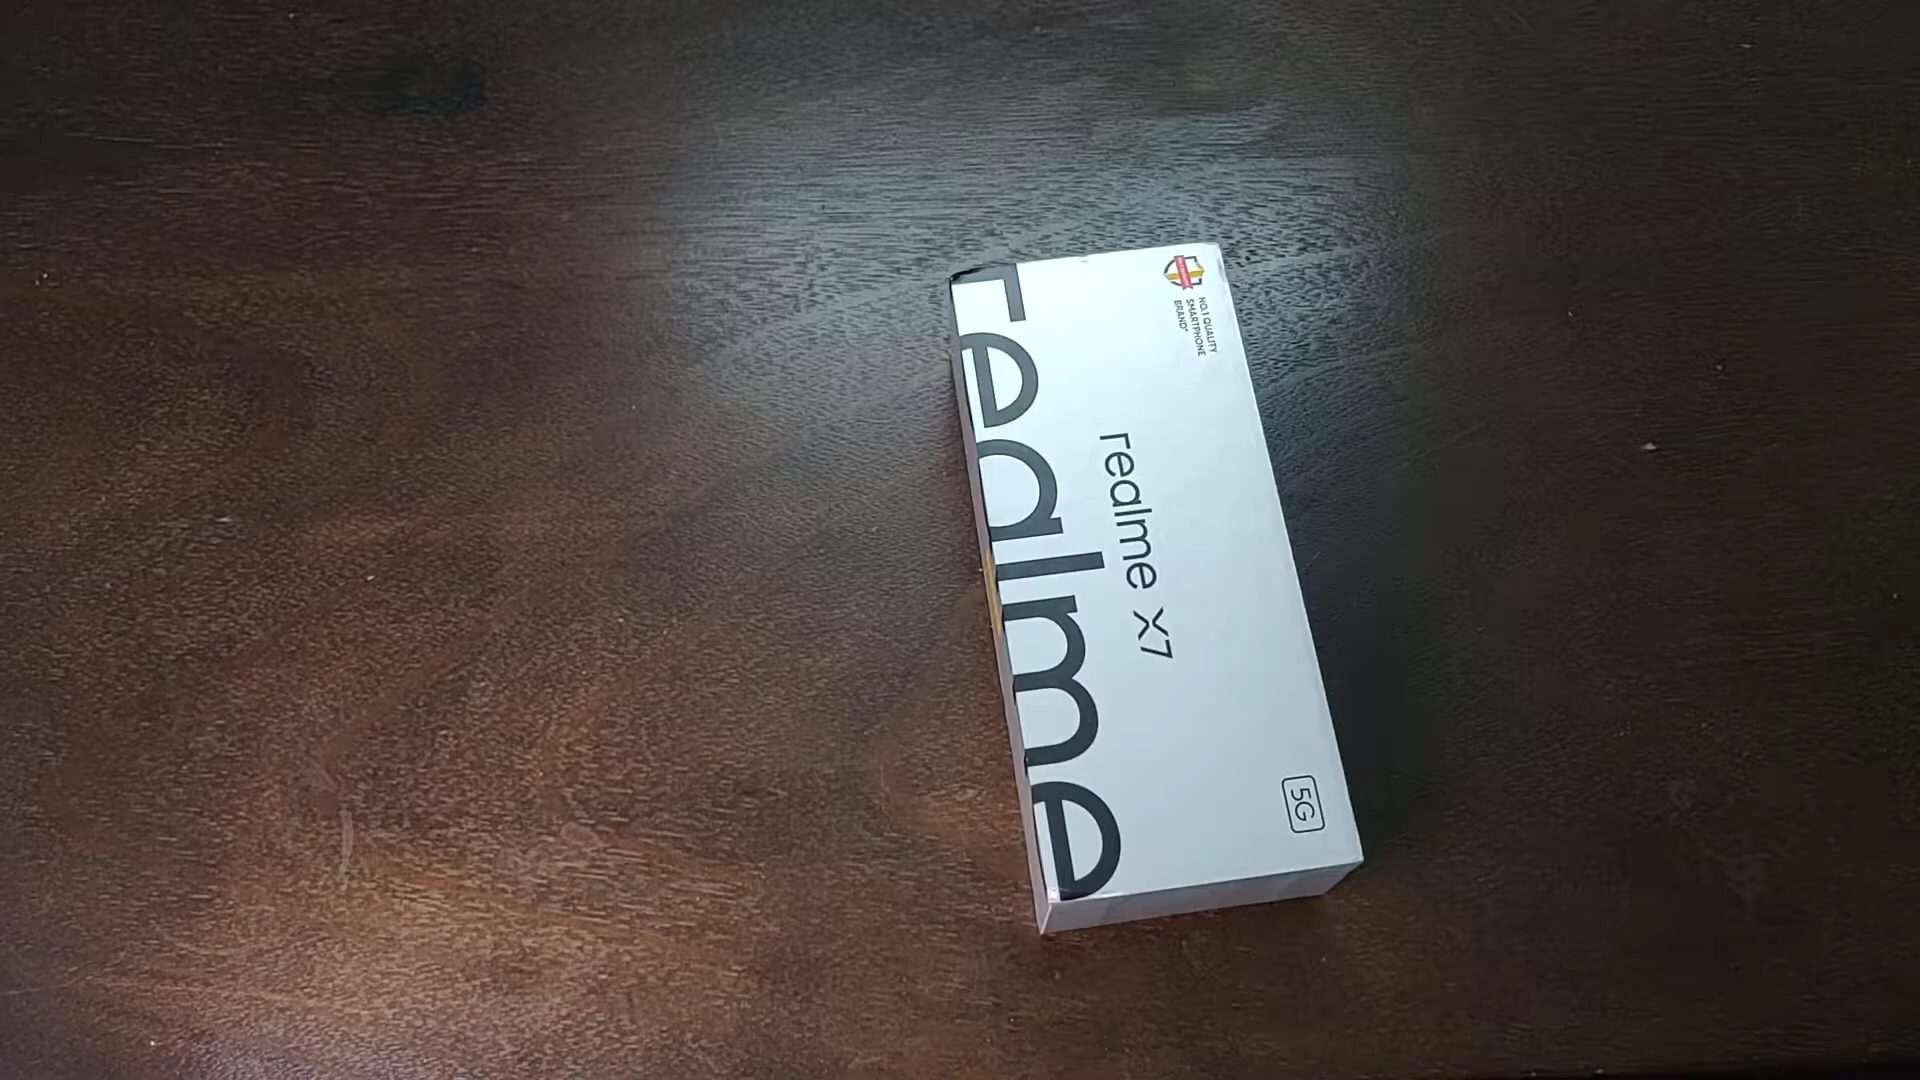 NO.1 QUALITY
SMARTPHONE
BRAND*
realme X7
realme
5G